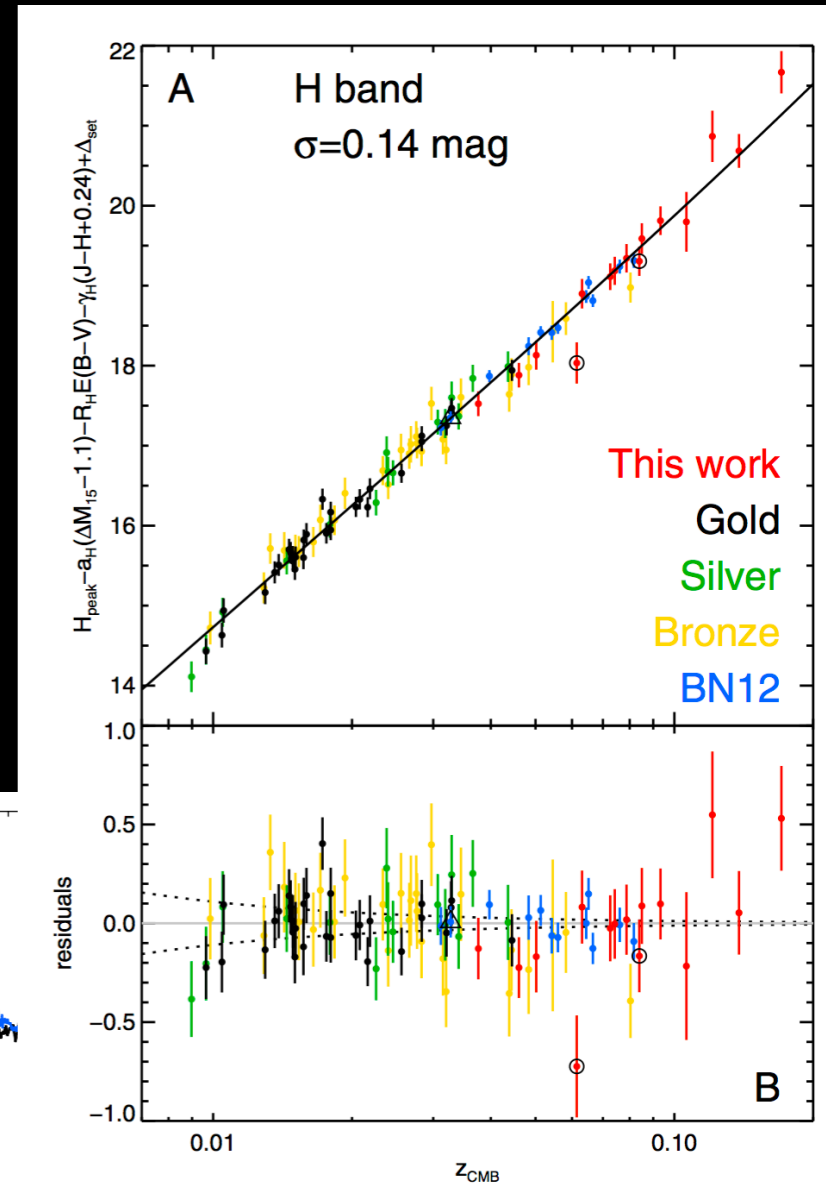 A
H band
σ=0.14 mag
22
20
18
16
14
H_peak−a_H(ΔM_15−1.1)−R_HE(B−V)−γ_H(J−H+0.24)+Δ_set
This work
Gold
Silver
Bronze
BN12
1.0
0.5
0.0
−0.5
−1.0
residuals
B
0.01
0.10
z_CMB